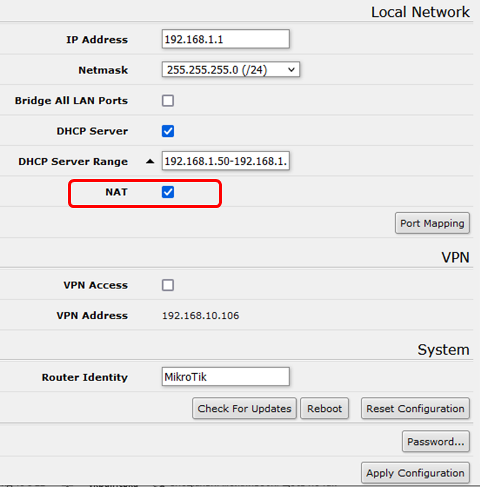 Local Network
IP Address 192.168.1.1
Netmask 255.255.255.0 (/24)
Bridge All LAN Ports
DHCP Server
DHCP Server Range 192.168.1.50-192.168.1.
NAT
Port Mapping
VPN
VPN Access
VPN Address 192.168.10.106
System
Router Identity MikroTik
Check For Updates Reboot Reset Configuration
Password...
Apply Configuration